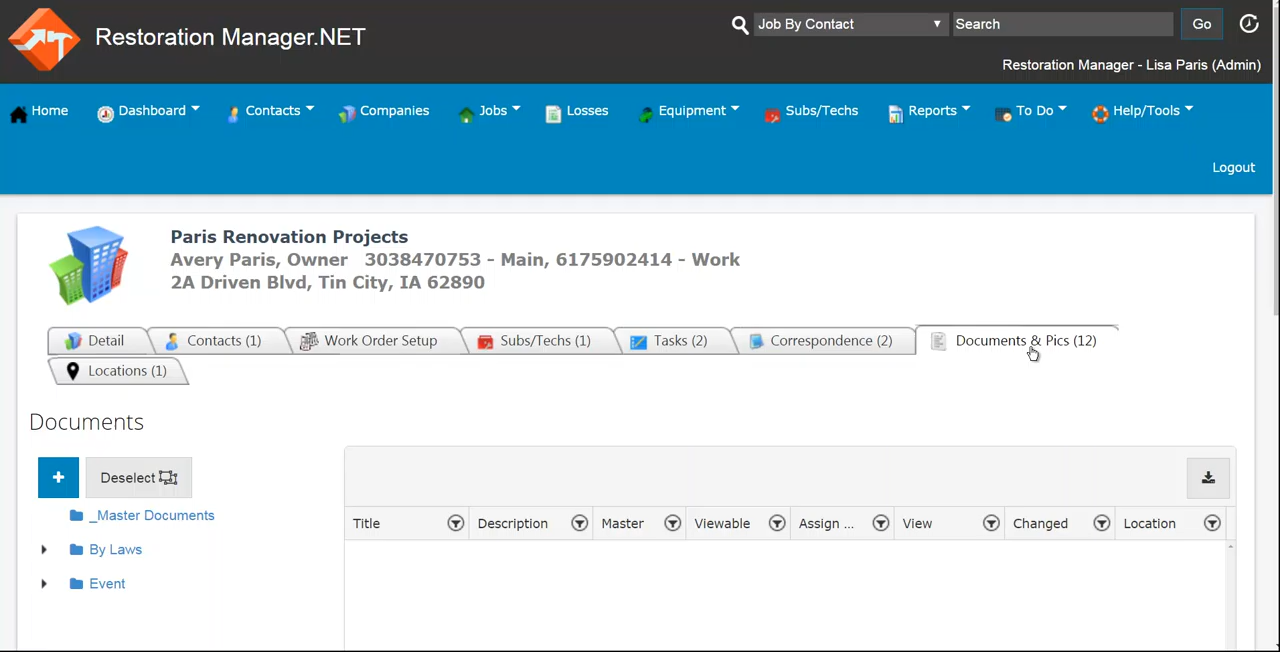 Restoration Manager.NET
Job By Contact
Search
Go
Restoration Manager - Lisa Paris (Admin)
Home
Dashboard
Contacts
Companies
Jobs
Losses
Equipment
Subs/Techs
Reports
To Do
Help/Tools
Logout
Paris Renovation Projects
Avery Paris, Owner 3038470753 - Main, 6175902414 - Work
2A Driven Blvd, Tin City, IA 62890
Detail
Contacts (1)
Work Order Setup
Subs/Techs (1)
Tasks (2)
Correspondence (2)
Documents & Pics (12)
Locations (1)
Documents
+
Deselect
_Master Documents
By Laws
Event
Title
Description
Master
Viewable
Assign ...
View
Changed
Location